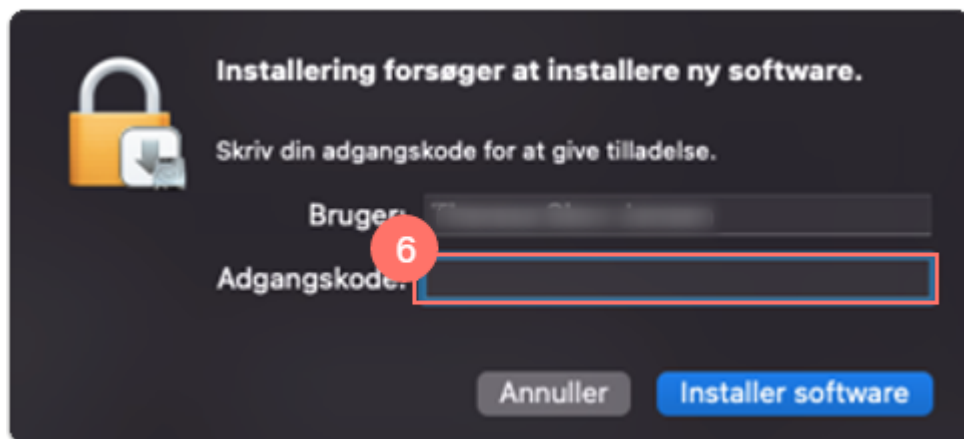 Installering forsøger at installere ny software.
Skriv din adgangskode for at give tilladelse.
Bruger:
6
Adgangskode:
Annuller
Installer software